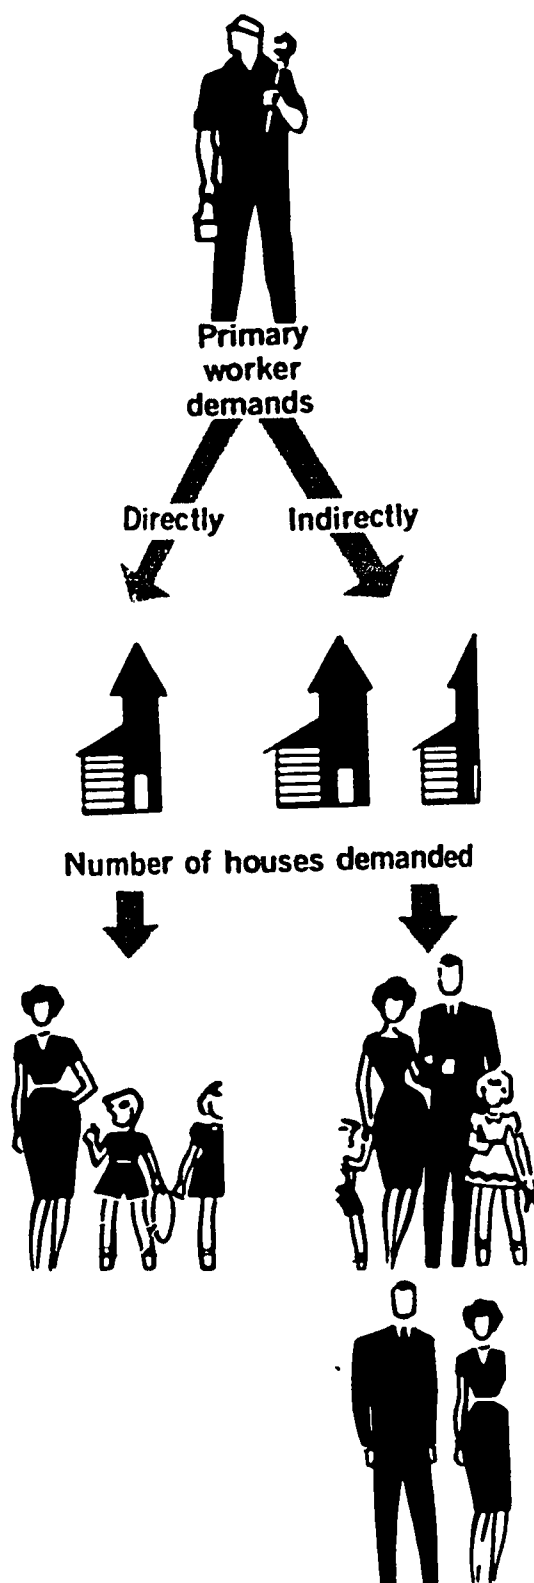 Primary
worker
demands
Directly Indirectly
Number of houses demanded